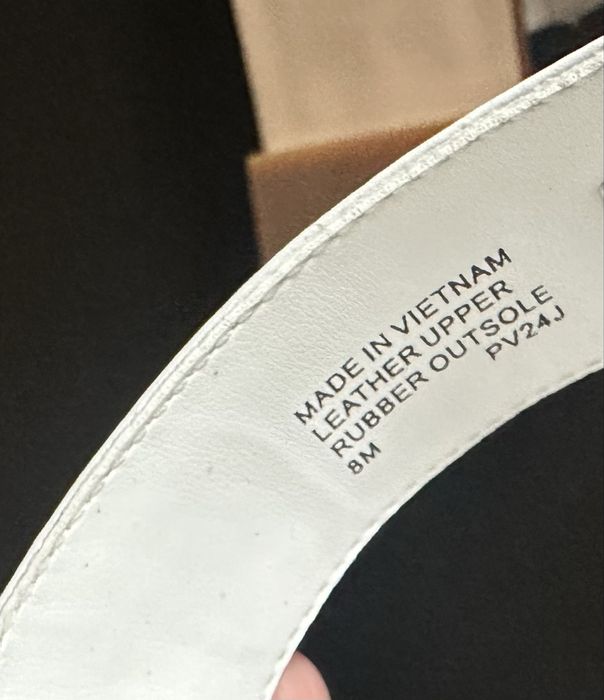 MADE IN VIETNAM
LEATHER UPPER
RUBBER OUTSOLE
PV24J
8M